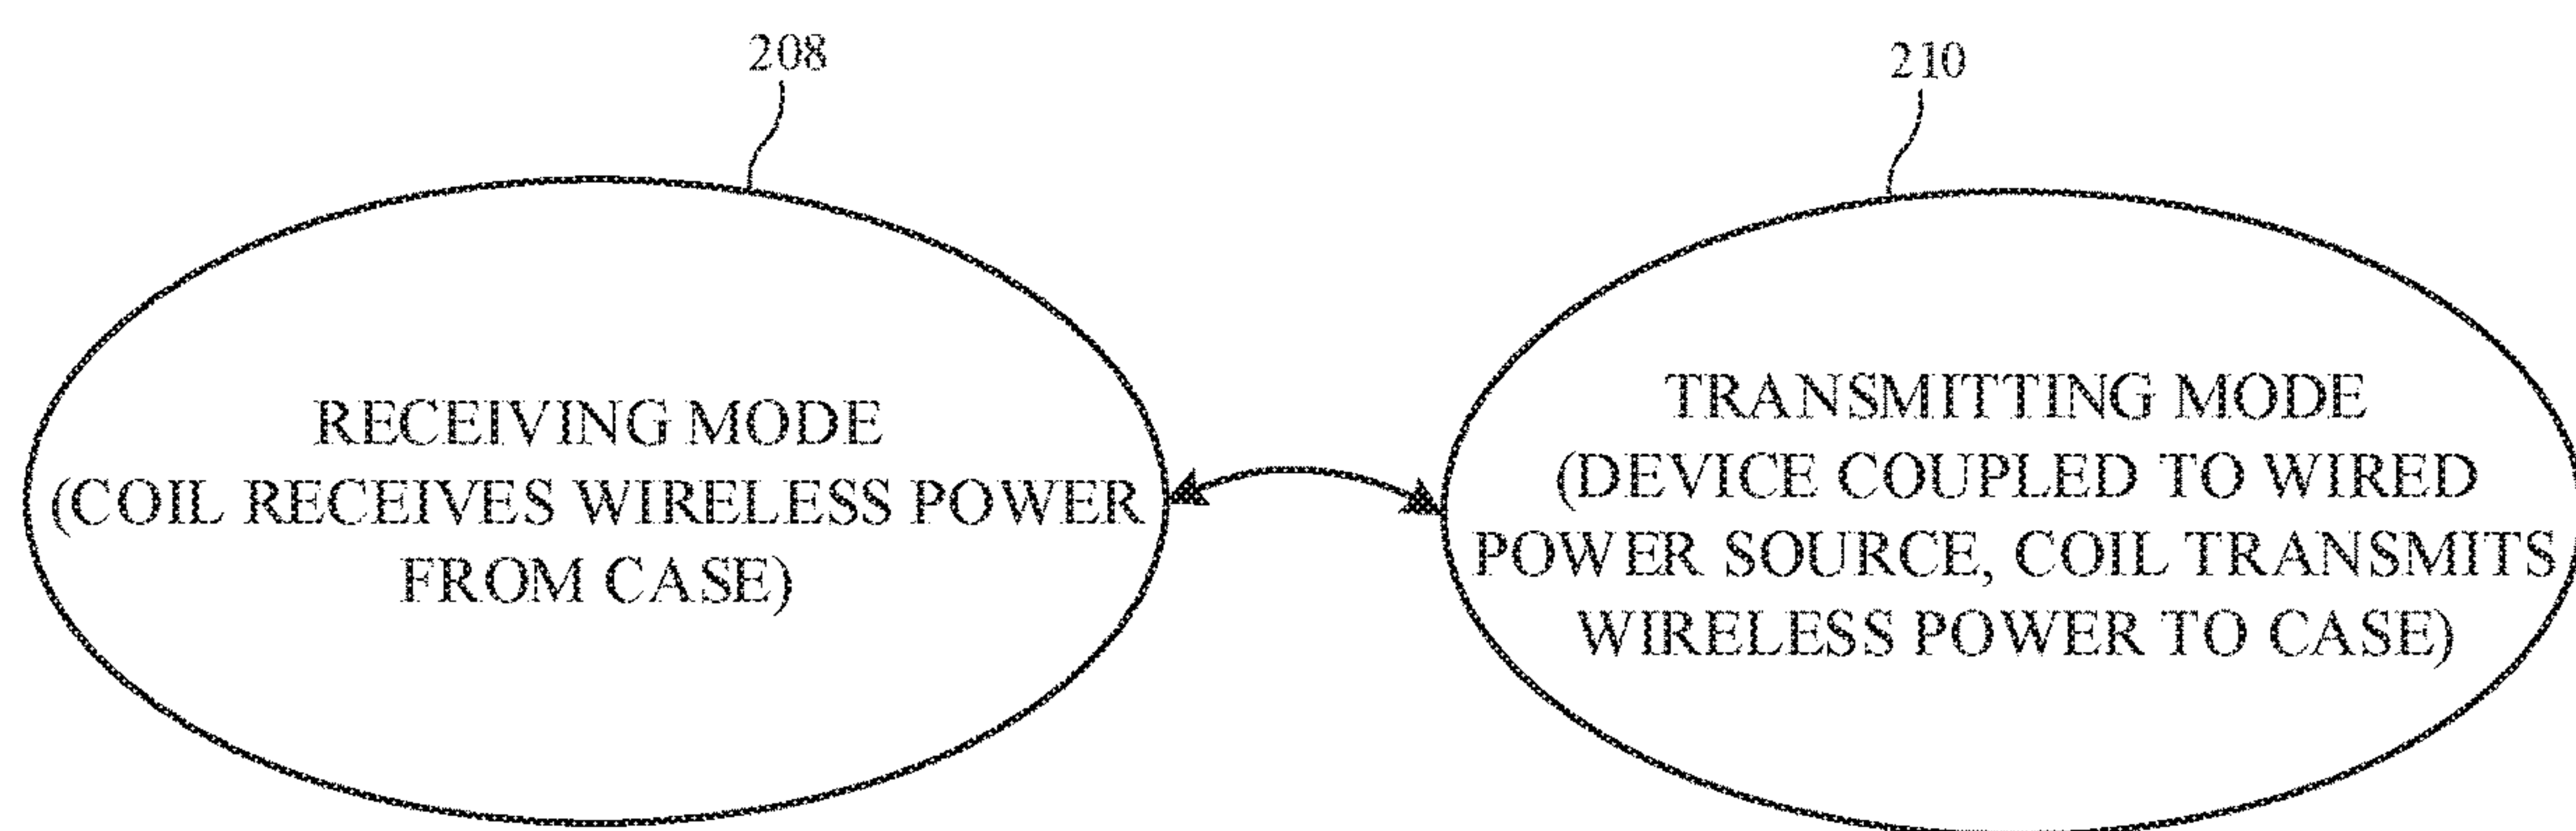 208
210
RECEIVING MODE
(COIL RECEIVES WIRELESS POWER
FROM CASE)
TRANSMITTING MODE
(DEVICE COUPLED TO WIRED
POWER SOURCE, COIL TRANSMITS
WIRELESS POWER TO CASE)